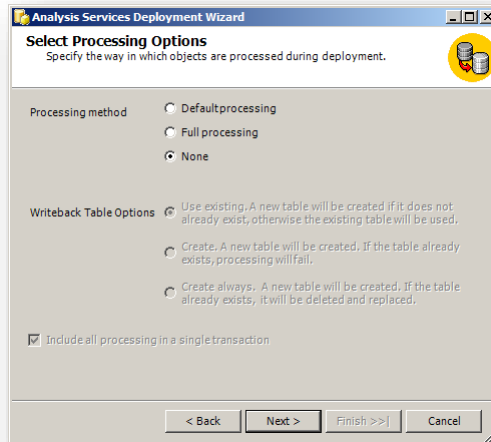 Analysis Services Deployment Wizard
Select Processing Options
Specify the way in which objects are processed during deployment.
Processing method
Default processing
Full processing
None
Writeback Table Options
Use existing. A new table will be created if it does not
already exist, otherwise the existing table will be used.
Create. A new table will be created. If the table already
exists, processing will fail.
Create always. A new table will be created. If the table
already exists, it will be deleted and replaced.
Include all processing in a single transaction
< Back
Next >
Finish >>|
Cancel